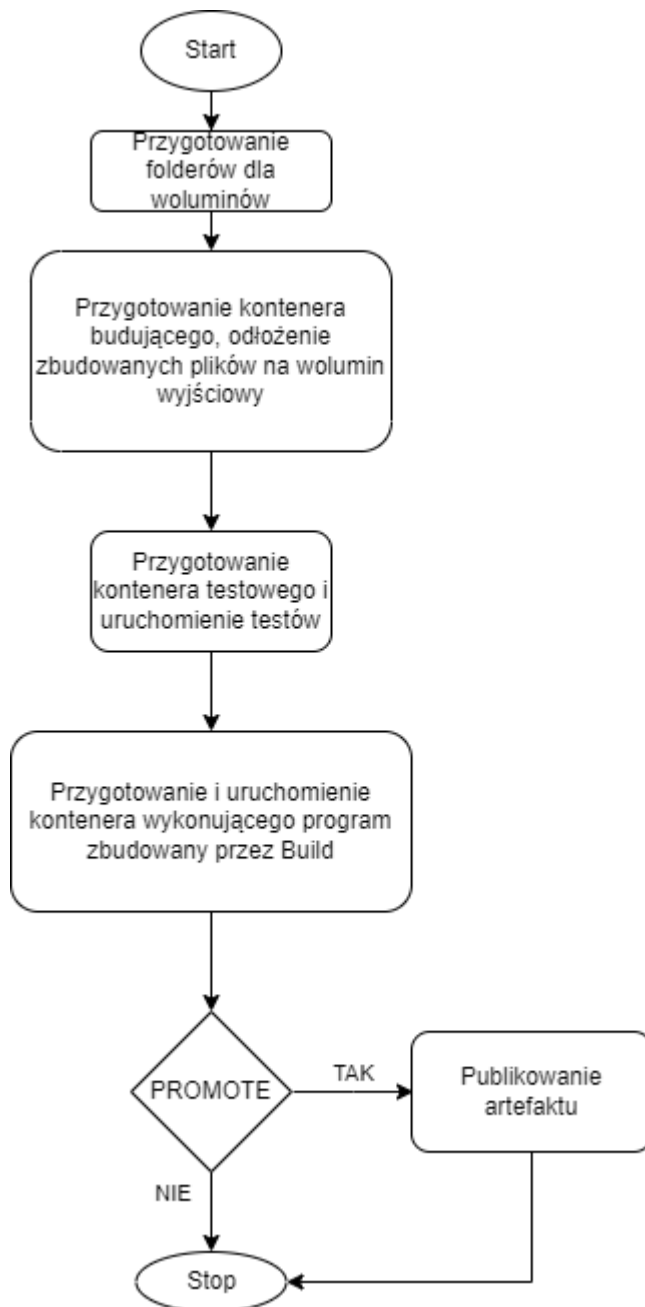 Start
Przygotowanie
folderów dla
woluminów
Przygotowanie kontenera
budującego, odłożenie
zbudowanych plików na wolumin
wyjściowy
Przygotowanie
kontenera testowego i
uruchomienie testów
Przygotowanie i uruchomienie
kontenera wykonującego program
zbudowany przez Build
PROMOTE
TAK
Publikowanie
artefaktu
NIE
Stop